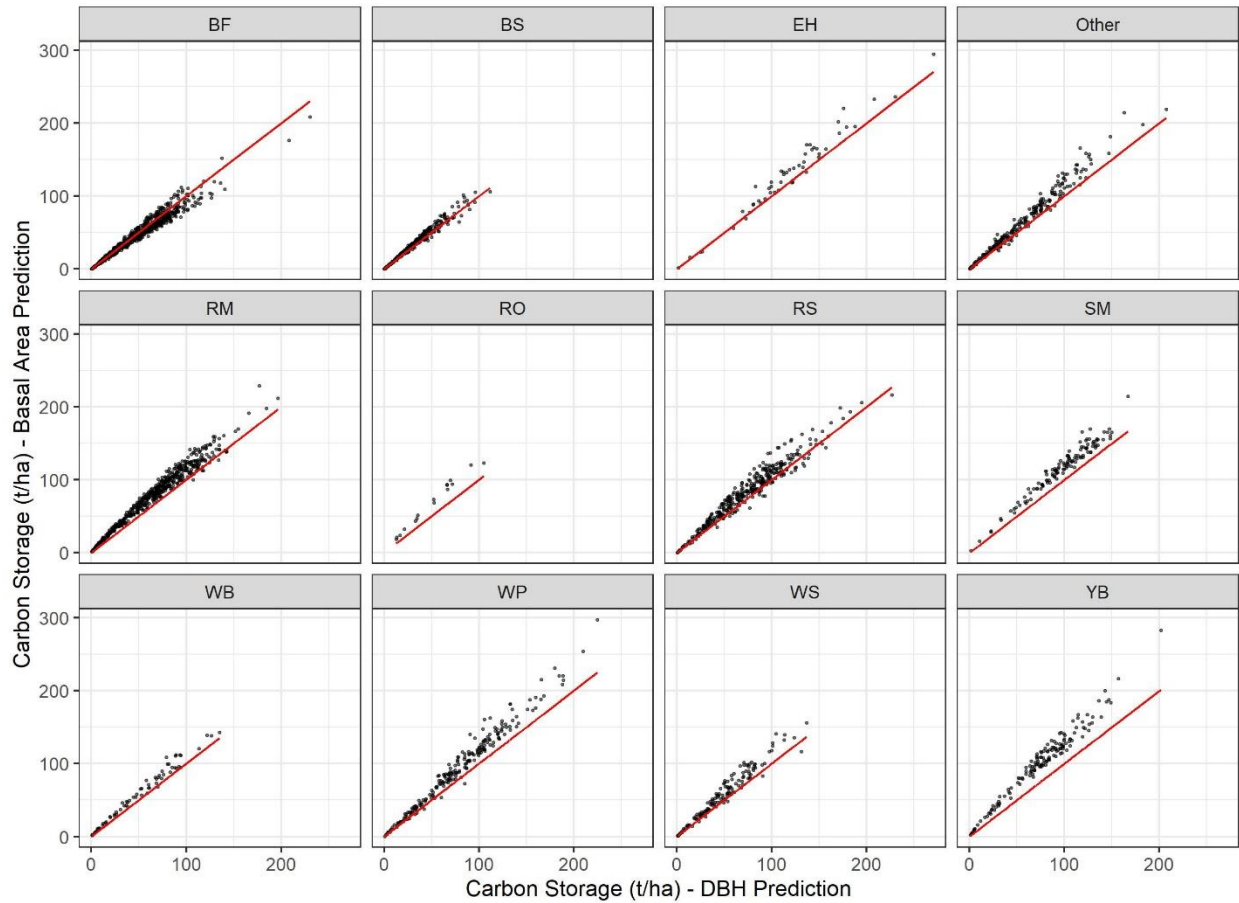 BF BS EH Other
300
200
100
0
RM RO RS SM
300
200
100
0
WB WP WS YB
300
200
100
0
0 100 200 0 100 200 0 100 200 0 100 200
Carbon Storage (t/ha) - DBH Prediction
Carbon Storage (t/ha) - Basal Area Prediction